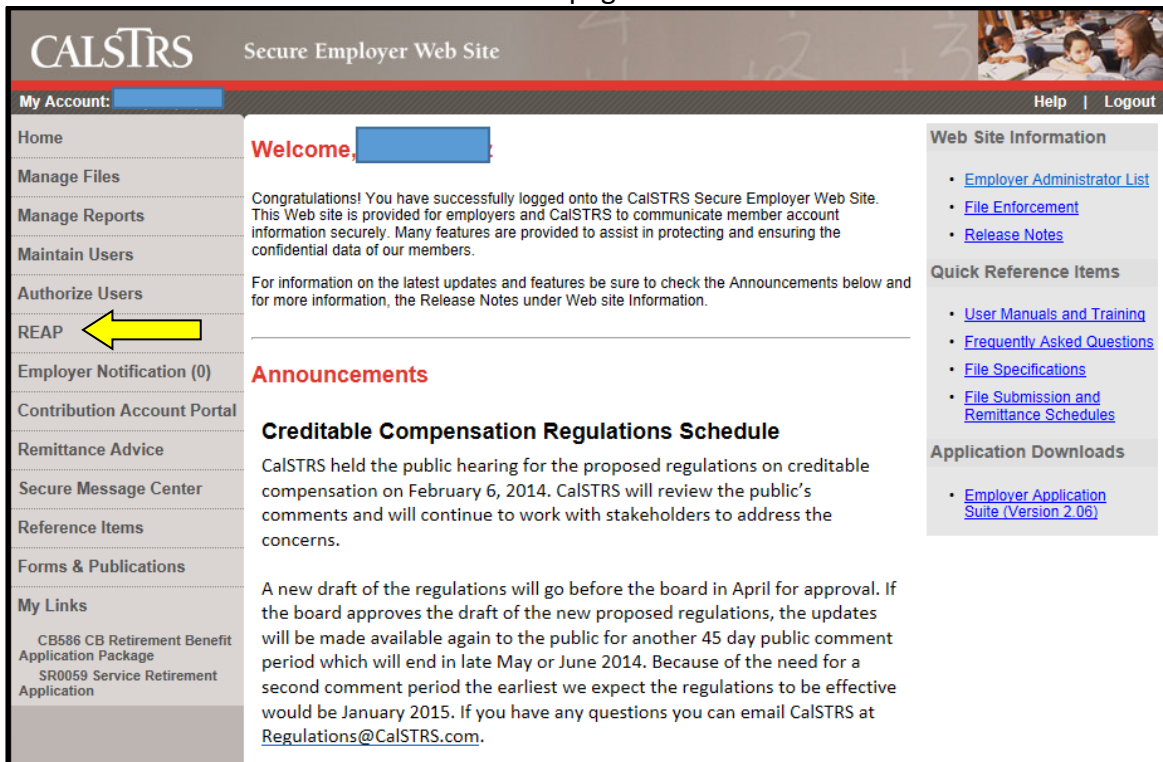 CALSTRS
Secure Employer Web Site
My Account:
Help | Logout
Home
Manage Files
Manage Reports
Maintain Users
Authorize Users
REAP
Employer Notification (0)
Contribution Account Portal
Remittance Advice
Secure Message Center
Reference Items
Forms & Publications
My Links
CB586 CB Retirement Benefit
Application Package
SR0059 Service Retirement
Application
Welcome,
Congratulations! You have successfully logged onto the CalSTRS Secure Employer Web Site.
This Web site is provided for employers and CalSTRS to communicate member account
information securely. Many features are provided to assist in protecting and ensuring the
confidential data of our members.
For information on the latest updates and features be sure to check the Announcements below and
for more information, the Release Notes under Web site Information.
Announcements
Creditable Compensation Regulations Schedule
CalSTRS held the public hearing for the proposed regulations on creditable
compensation on February 6, 2014. CalSTRS will review the public’s
comments and will continue to work with stakeholders to address the
concerns.
A new draft of the regulations will go before the board in April for approval. If
the board approves the draft of the new proposed regulations, the updates
will be made available again to the public for another 45 day public comment
period which will end in late May or June 2014. Because of the need for a
second comment period the earliest we expect the regulations to be effective
would be January 2015. If you have any questions you can email CalSTRS at
Regulations@CalSTRS.com.
Web Site Information
• Employer Administrator List
• File Enforcement
• Release Notes
Quick Reference Items
• User Manuals and Training
• Frequently Asked Questions
• File Specifications
• File Submission and
Remittance Schedules
Application Downloads
• Employer Application
Suite (Version 2.06)